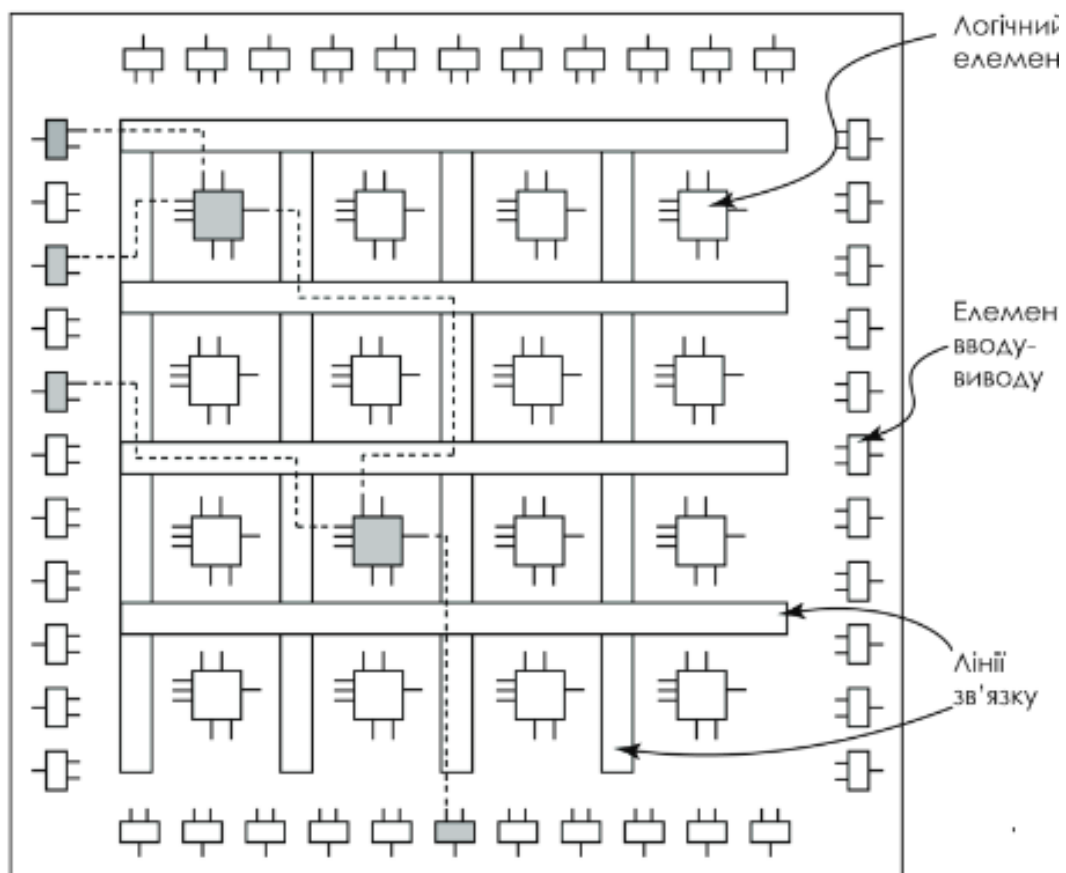 Логічний
елемен
Елемен
вводу-
виводу
Лінії
зв'язку